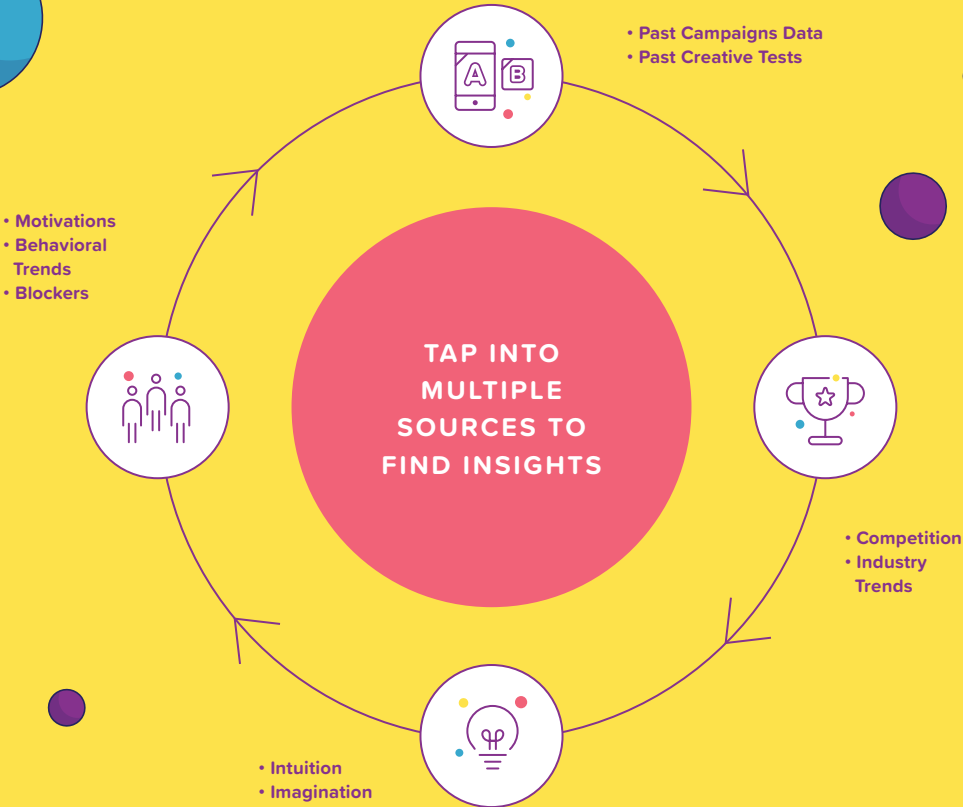 • Past Campaigns Data
• Past Creative Tests
A
B
• Motivations
• Behavioral
Trends
• Blockers
TAP INTO
MULTIPLE
SOURCES TO
FIND INSIGHTS
• Competition
• Industry
Trends
• Intuition
• Imagination